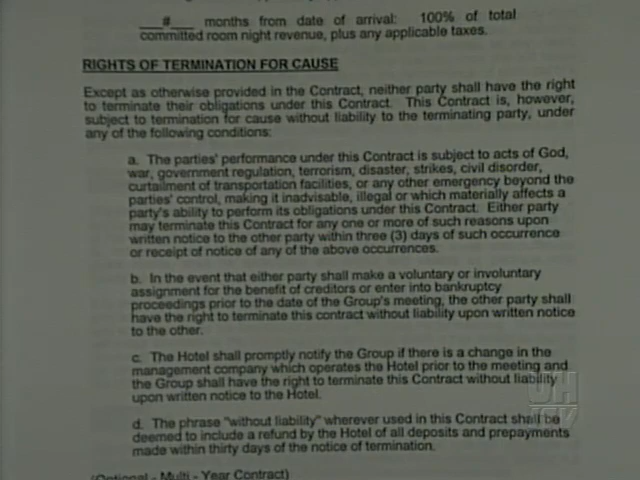 ___#___ months from date of arrival: 100% of total
committed room night revenue, plus any applicable taxes.
RIGHTS OF TERMINATION FOR CAUSE
Except as otherwise provided in the Contract, neither party shall have the right
to terminate their obligations under this Contract. This Contract is, however,
subject to termination for cause without liability to the terminating party, under
any of the following conditions:
a. The parties' performance under this Contract is subject to acts of God,
war, government regulation, terrorism, disaster, strikes, civil disorder,
curtailment of transportation facilities, or any other emergency beyond the
parties' control, making it inadvisable, illegal or which materially affects a
party's ability to perform its obligations under this Contract. Either party
may terminate this Contract for any one or more of such reasons upon
written notice to the other party within three (3) days of such occurrence
or receipt of notice of any of the above occurrences.
b. In the event that either party shall make a voluntary or involuntary
assignment for the benefit of creditors or enter into bankruptcy
proceedings prior to the date of the Group's meeting, the other party shall
have the right to terminate this contract without liability upon written notice
to the other.
c. The Hotel shall promptly notify the Group if there is a change in the
management company which operates the Hotel prior to the meeting and
the Group shall have the right to terminate this Contract without liability
upon written notice to the Hotel.
d. The phrase "without liability" wherever used in this Contract shall be
deemed to include a refund by the Hotel of all deposits and prepayments
made within thirty days of the notice of termination.
(Optional - Multi - Year Contract)